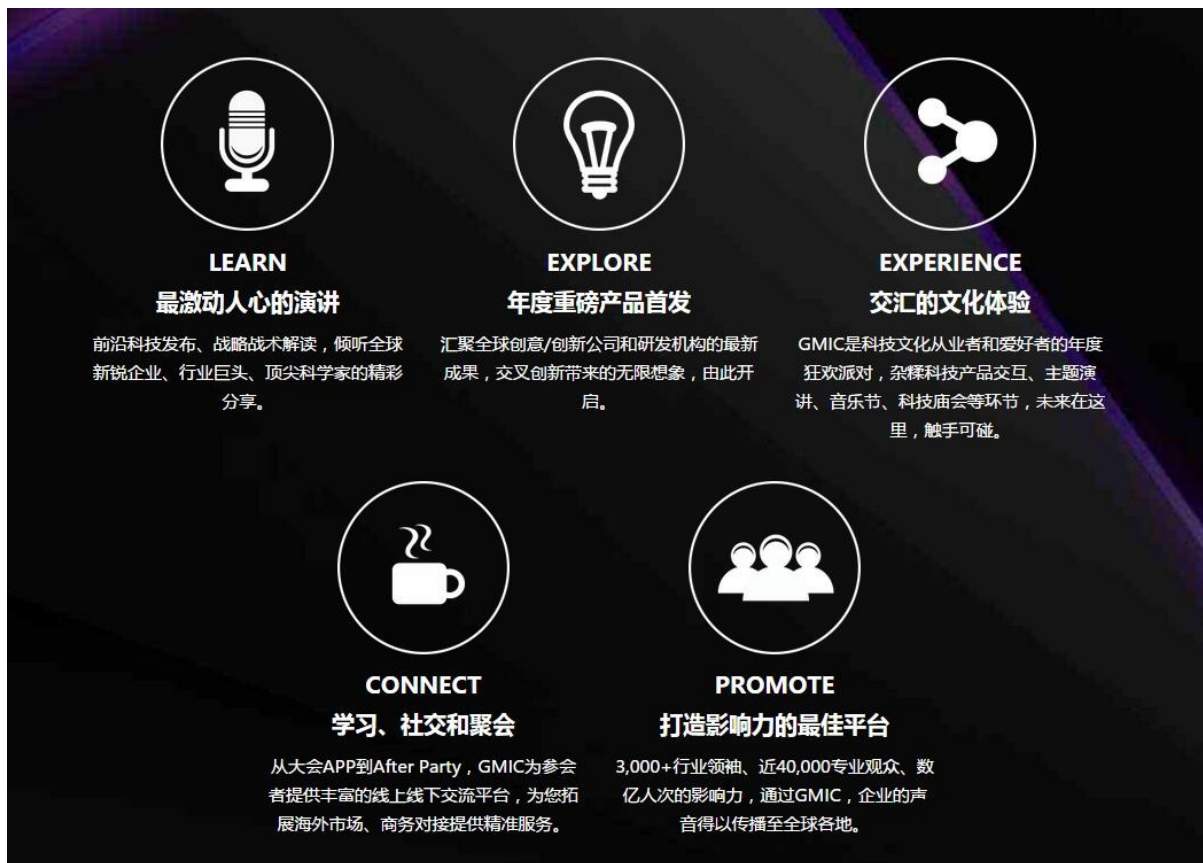 LEARN
最激动人心的演讲
前沿科技发布、战略战术解读，倾听全球
新锐企业、行业巨头、顶尖科学家的精彩
分享。
EXPLORE
年度重磅产品首发
汇聚全球创意/创新公司和研发机构的最新
成果，交叉创新带来的无限想象，由此开
启。
EXPERIENCE
交汇的文化体验
GMIC是科技文化从业者和爱好者的年度
狂欢派对，杂糅科技产品交互、主题演
讲、音乐节、科技庙会等环节，未来在这
里，触手可碰。
CONNECT
学习、社交和聚会
从大会APP到After Party，GMIC为参会
者提供丰富的线上线下交流平台，为您拓
展海外市场、商务对接提供精准服务。
PROMOTE
打造影响力的最佳平台
3,000+行业领袖、近40,000专业观众、数
亿人次的影响力，通过GMIC，企业的声
音得以传播至全球各地。